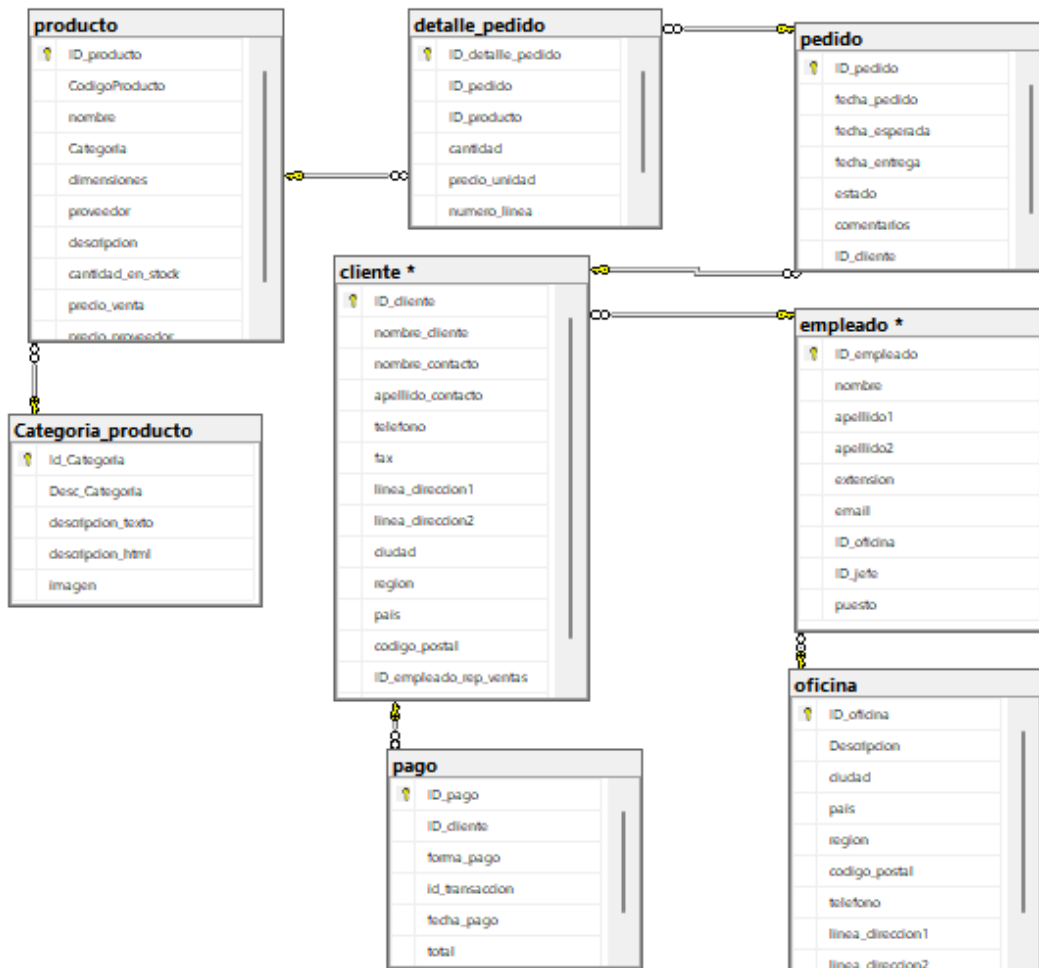 producto
ID_producto
CodigoProducto
nombre
Categoria
dimensiones
proveedor
descripcion
cantidad_en_stock
precio_venta
precio_proveedor
detalle_pedido
ID_detalle_pedido
ID_pedido
ID_producto
cantidad
precio_unidad
numero_linea
pedido
ID_pedido
fecha_pedido
fecha_esperada
fecha_entrega
estado
comentarios
ID_cliente
cliente *
ID_cliente
nombre_cliente
nombre_contacto
apellido_contacto
telefono
fax
linea_direccion1
linea_direccion2
ciudad
region
pais
codigo_postal
ID_empleado_rep_ventas
empleado *
ID_empleado
nombre
apellido1
apellido2
extension
email
ID_oficina
ID_jefe
puesto
Categoria_producto
Id_Categoria
Desc_Categoria
descripcion_texto
descripcion_html
imagen
pago
ID_pago
ID_cliente
forma_pago
id_transaccion
fecha_pago
total
oficina
ID_oficina
Descripcion
ciudad
pais
region
codigo_postal
telefono
linea_direccion1
linea_direccion2